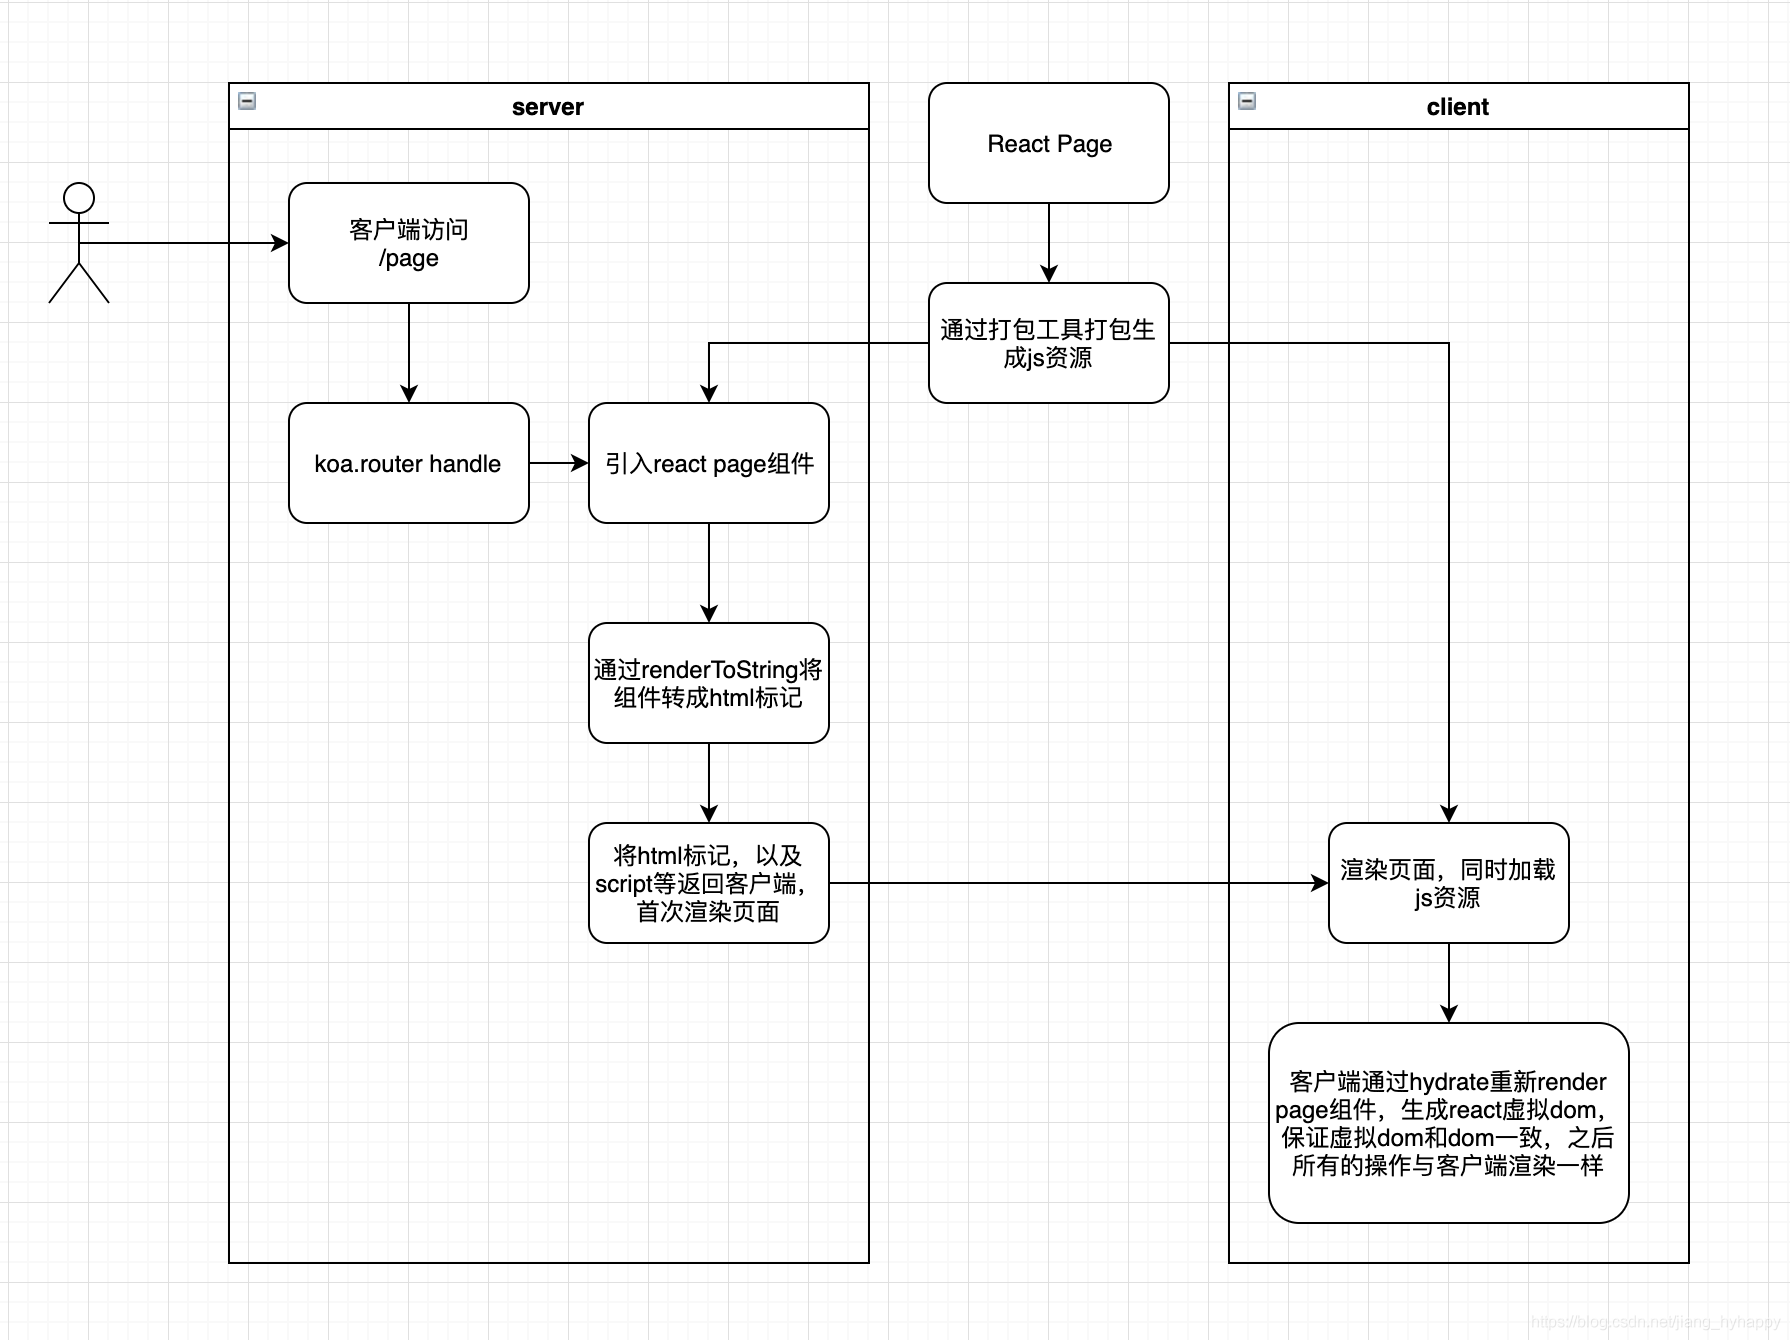 server
React Page
client
客户端访问
/page
通过打包工具打包生
成js资源
koa.router handle
引入react page组件
通过renderToString将
组件转成html标记
将html标记，以及
script等返回客户端，
首次渲染页面
渲染页面，同时加载
js资源
客户端通过hydrate重新render
page组件，生成react虚拟dom，
保证虚拟dom和dom一致，之后
所有的操作与客户端渲染一样
https://blog.csdn.net/jiang_hyhappy